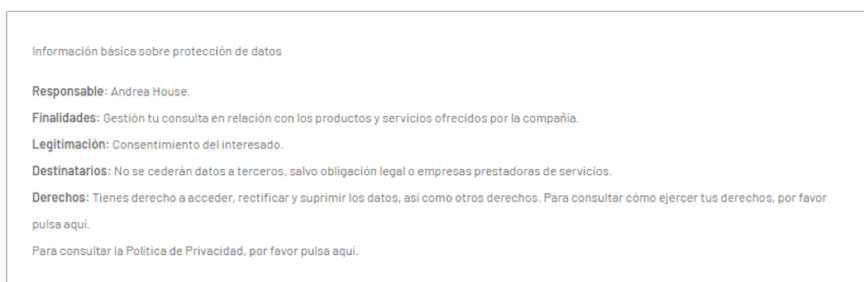 Información básica sobre protección de datos
Responsable: Andrea House.
Finalidades: Gestión tu consulta en relación con los productos y servicios ofrecidos por la compañía.
Legitimación: Consentimiento del interesado.
Destinatarios: No se cederán datos a terceros, salvo obligación legal o empresas prestadoras de servicios.
Derechos: Tienes derecho a acceder, rectificar y suprimir los datos, así como otros derechos. Para consultar cómo ejercer tus derechos, por favor
pulsa aquí.
Para consultar la Política de Privacidad, por favor pulsa aquí.